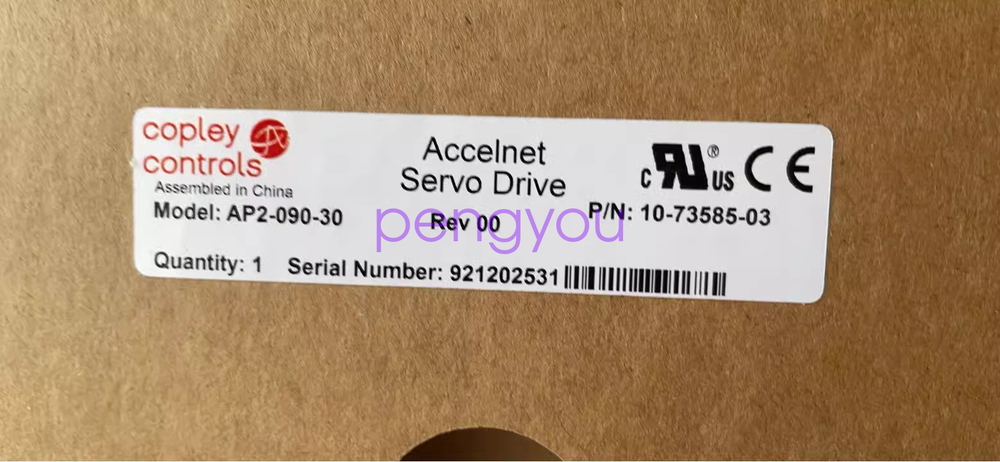 copley
controls
Assembled in China
Accelnet
Servo Drive
c RU® US CE
Model: AP2-090-30
Rev 00
P/N: 10-73585-03
pengyou
Quantity: 1
Serial Number: 921202531